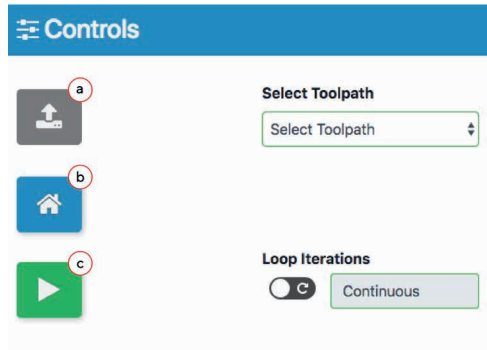 Controls
a
Select Toolpath
Select Toolpath
b
c
Loop Iterations
Continuous